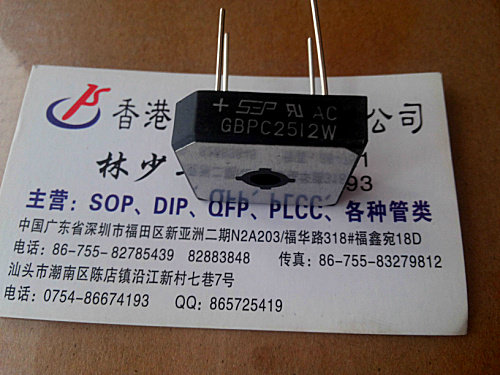 + SEP AC
GBPC2512W
香港 公司
林少
1
93
主营：SOP、DIP、QFP、PLCC、各种管类
中国广东省深圳市福田区新亚洲二期N2A203/福华路318#福鑫宛18D
电话：86-755-82785439 82883848 传真：86-755-83279812
汕头市潮南区陈店镇沿江新村七巷7号
电话：0754-86674193 QQ：865725419